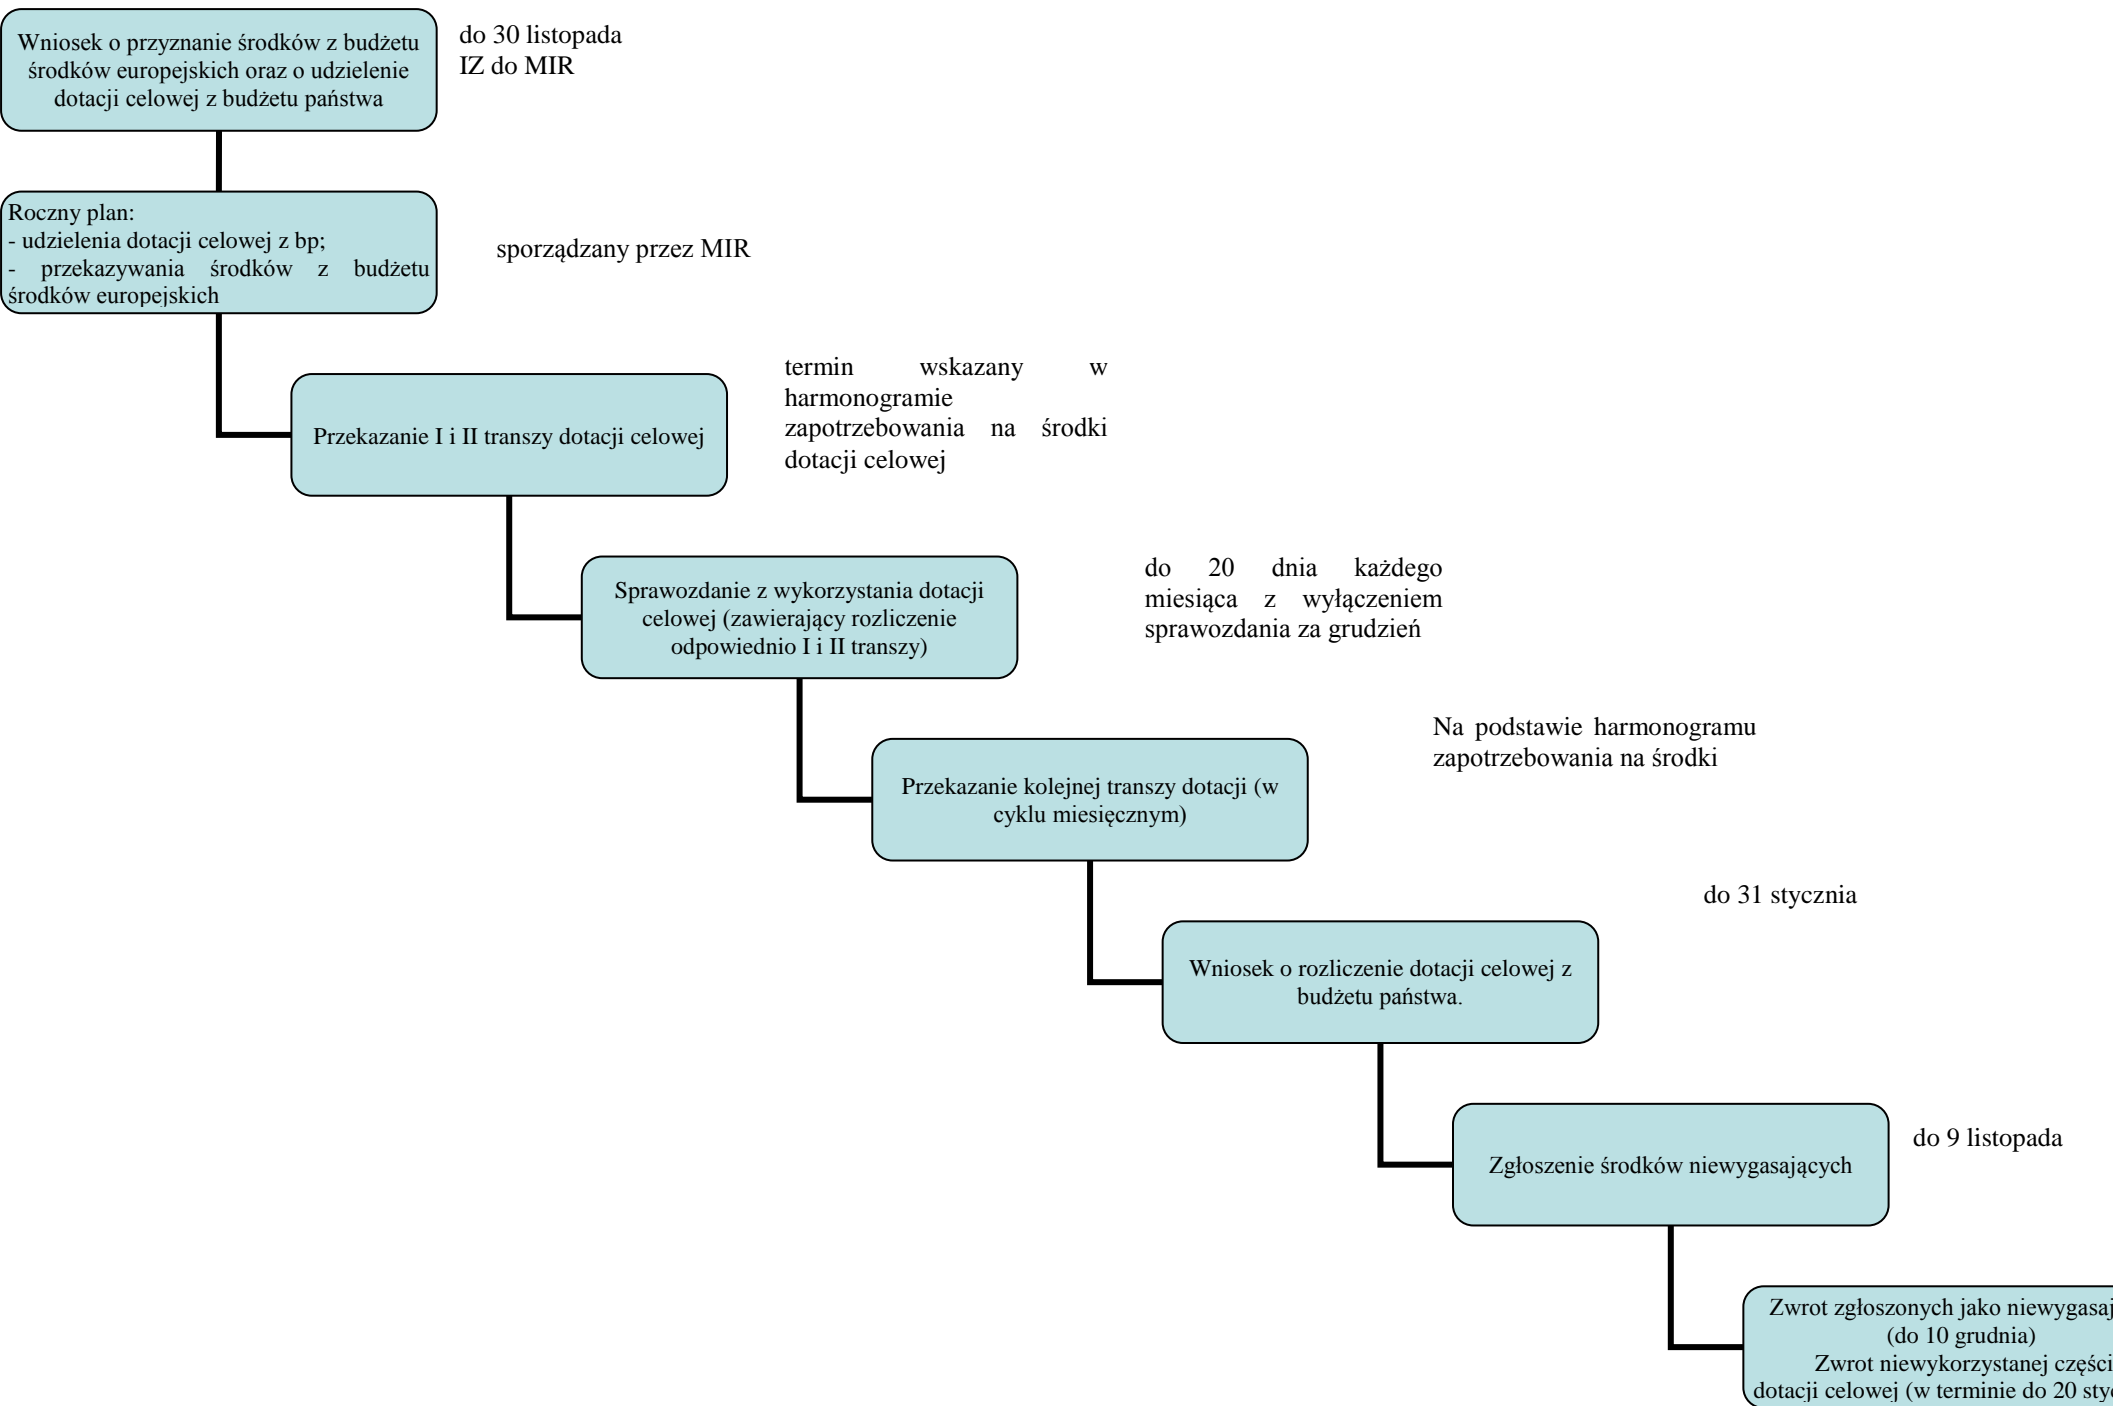 Wniosek o przyznanie środków z budżetu
środków europejskich oraz o udzielenie
dotacji celowej z budżetu państwa
do 30 listopada
IZ do MIR
Roczny plan:
- udzielenia dotacji celowej z bp;
- przekazywania środków z budżetu
środków europejskich
sporządzany przez MIR
Przekazanie I i II transzy dotacji celowej
termin wskazany w
harmonogramie
zapotrzebowania na środki
dotacji celowej
Sprawozdanie z wykorzystania dotacji
celowej (zawierający rozliczenie
odpowiednio I i II transzy)
do 20 dnia każdego
miesiąca z wyłączeniem
sprawozdania za grudzień
Przekazanie kolejnej transzy dotacji (w
cyklu miesięcznym)
Na podstawie harmonogramu
zapotrzebowania na środki
Wniosek o rozliczenie dotacji celowej z
budżetu państwa.
do 31 stycznia
Zgłoszenie środków niewygasających
do 9 listopada
Zwrot zgłoszonych jako
(do 10 grudnia)
Zwrot niewykorzystanej części
dotacji celowej (w terminie do 20